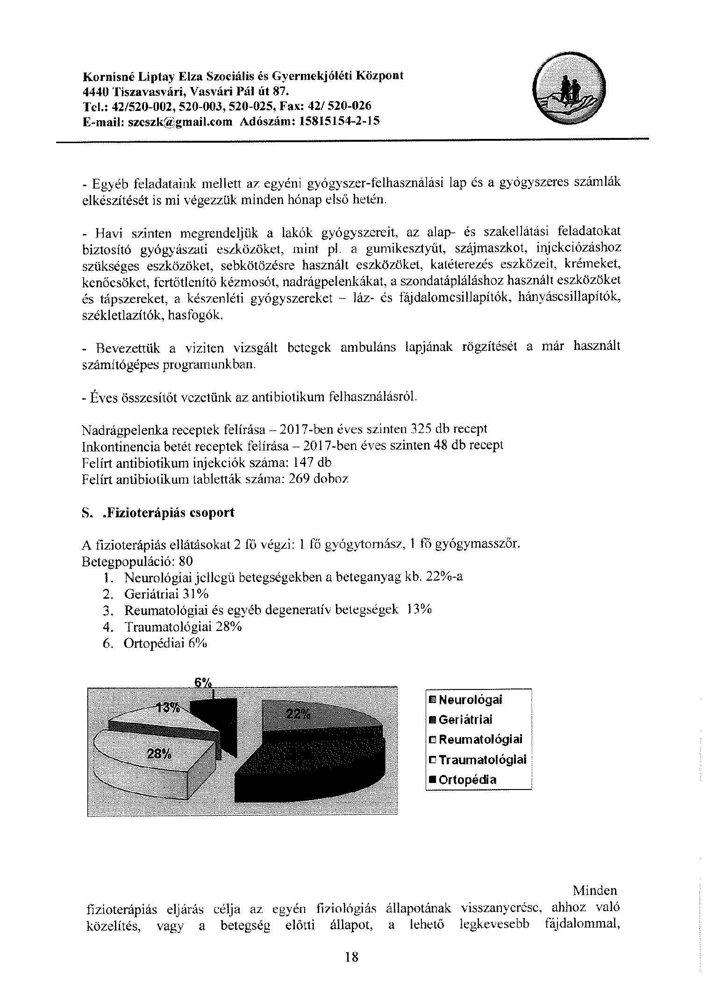 Kornisné Liptay Elza Szociális és Gyermekjóléti Központ
4440 Tiszavasvári, Vasvári Pál út 87.
Tel.: 42/520-002, 520-003, 520-025, Fax: 42/ 520-026
E-mail: szeszk@gmail.com Adószám: 15815154-2-15
- Egyéb feladataink mellett az egyéni gyógyszer-felhasználási lap és a gyógyszeres számlák
elkészítését is mi végezzük minden hónap első hetén.
- Havi szinten megrendeljük a lakók gyógyszereit, az alap- és szakellátási feladatokat
biztosító gyógyászati eszközöket, mint pl. a gumikesztyűt, szájmaszkot, injekciózáshoz
szükséges eszközöket, sebkötözésre használt eszközöket, katéterezés eszközeit, krémeket,
kenőcsöket, fertőtlenítő kézmosót, nadrágpelenkákat, a szondatápláláshoz használt eszközöket
és tápszereket, a készenléti gyógyszereket – láz- és fájdalomcsillapítók, hányáscsillapítók,
székletlazítók, hasfogók.
- Bevezettük a viziten vizsgált betegek ambuláns lapjának rögzítését a már használt
számítógépes programunkban.
- Éves összesítőt vezetünk az antibiotikum felhasználásról.
Nadrágpelenka receptek felírása – 2017-ben éves szinten 325 db recept
Inkontinencia betét receptek felírása – 2017-ben éves szinten 48 db recept
Felírt antibiotikum injekciók száma: 147 db
Felírt antibiotikum tabletták száma: 269 doboz
S. .Fizioterápiás csoport
A fizioterápiás ellátásokat 2 fő végzi: 1 fő gyógytornász, 1 fő gyógymasszőr.
Betegpopuláció: 80
1. Neurológiai jellegű betegségekben a beteganyag kb. 22%-a
2. Geriátriai 31%
3. Reumatológiai és egyéb degeneratív betegségek 13%
4. Traumatológiai 28%
6. Ortopédiai 6%
6%
13%
22%
28%
Neurológai
Geriátriai
Reumatológiai
Traumatológiai
Ortopédia
Minden
fizioterápiás eljárás célja az egyén fiziológiás állapotának visszanyerése, ahhoz való
közelítés, vagy a betegség előtti állapot, a lehető legkevesebb fájdalommal,
18